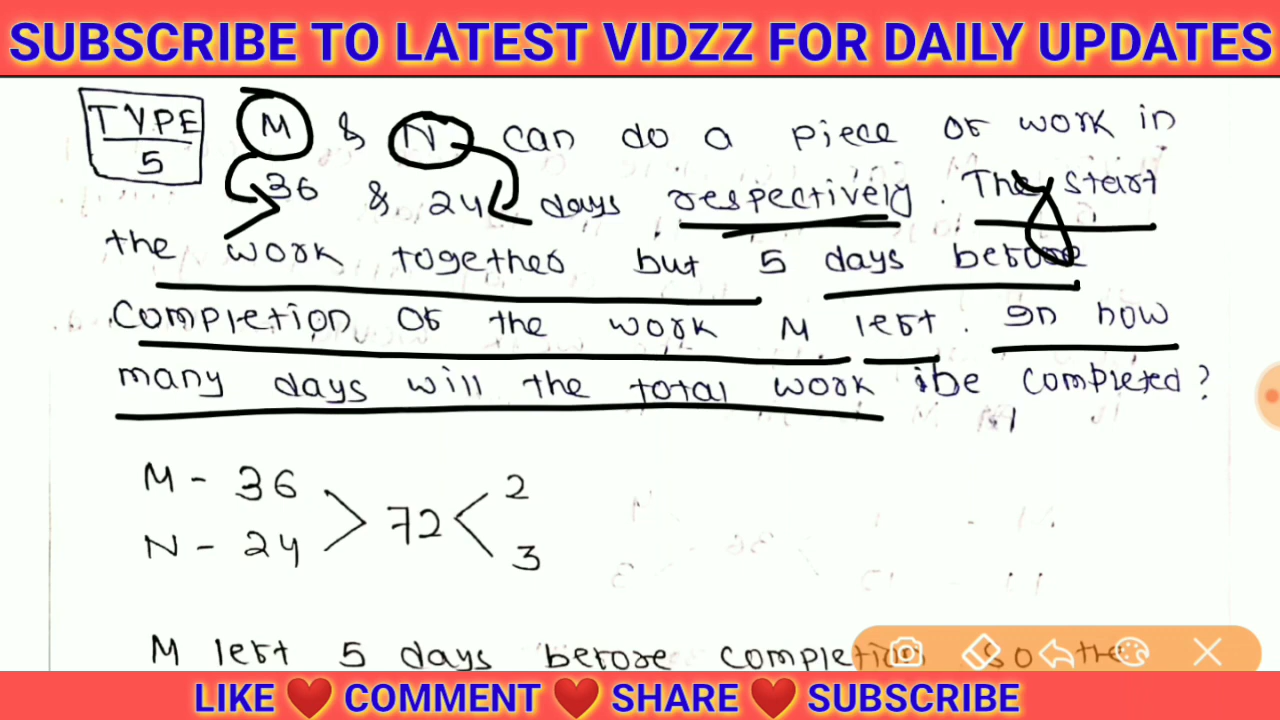 SUBSCRIBE TO LATEST VIDZZ FOR DAILY UPDATES
TYPE 5
M & N can do a piece of work in
36 & 24 days respectively. They start
the work together but 5 days before
completion of the work M left. In how
many days will the total work be completed?
M - 36
N - 24
72
2
3
M left 5 days before completion so the
LIKE ❤ COMMENT ❤ SHARE ❤ SUBSCRIBE